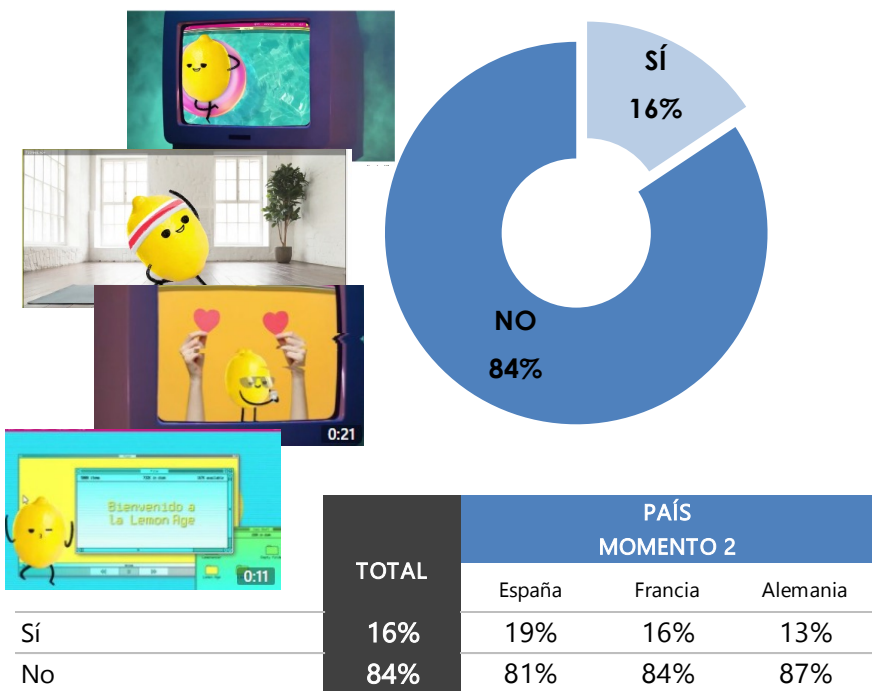 SÍ
16%
NO
84%
0:21
Bienvenido a
la Lemon Age
0:11
PAÍS
MOMENTO 2
TOTAL
España Francia Alemania
Sí 16% 19% 16% 13%
No 84% 81% 84% 87%